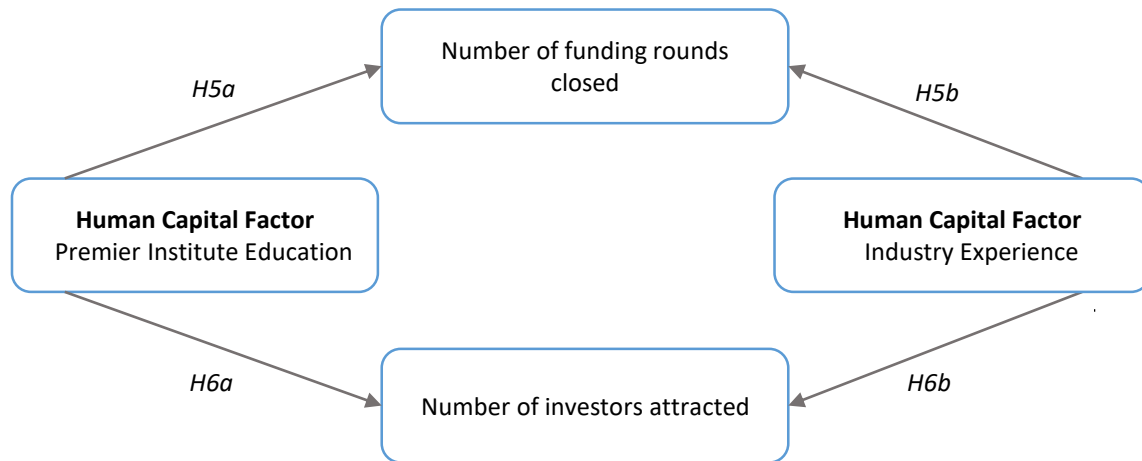 Number of funding rounds
closed
H5a
H5b
Human Capital Factor
Premier Institute Education
Human Capital Factor
Industry Experience
H6a
H6b
Number of investors attracted